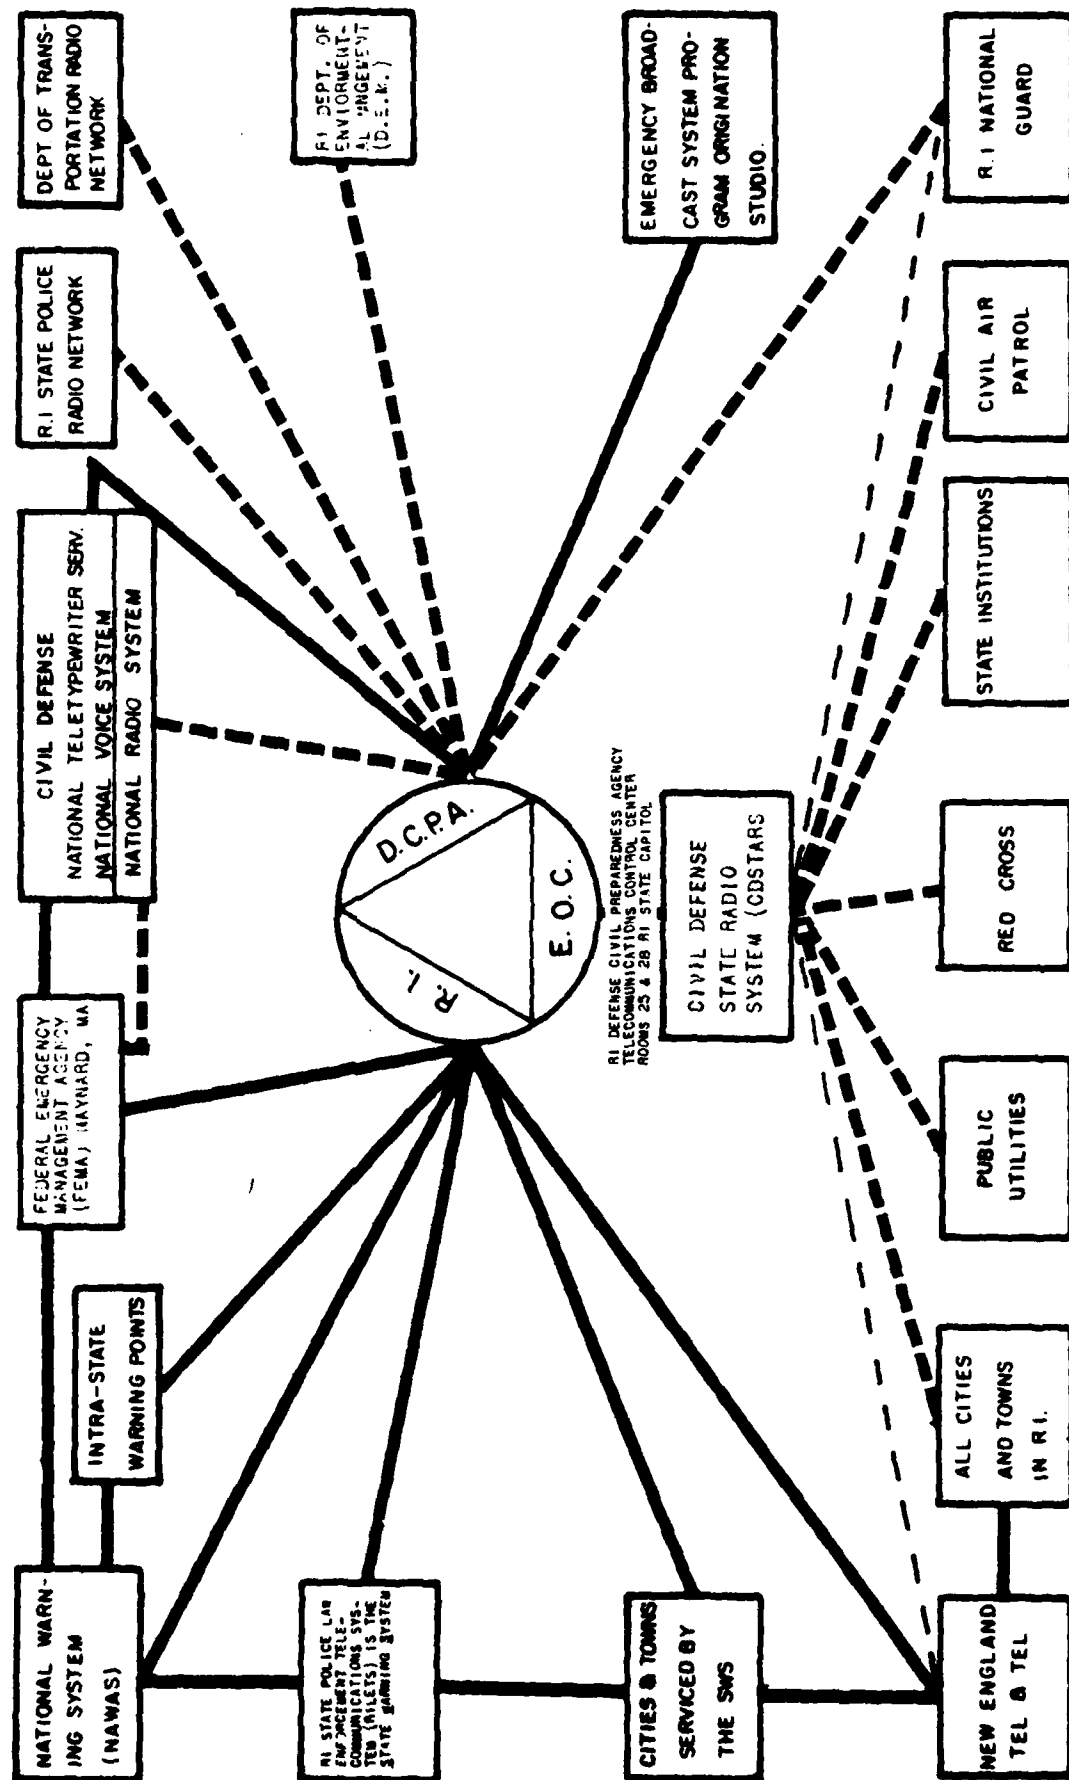 NATIONAL WARN-
ING SYSTEM
(NAWAS)
INTRA-STATE
WARNING POINTS
FEDERAL EMERGENCY
MANAGEMENT AGENCY
(FEMA) MAYNARD, MA
CIVIL DEFENSE
NATIONAL TELETYPEWRITER SERV.
NATIONAL VOICE SYSTEM
NATIONAL RADIO SYSTEM
R.I STATE POLICE
RADIO NETWORK
DEPT OF TRANS-
PORTATION RADIO
NETWORK
RI STATE POLICE LAW
ENFORCEMENT TELE-
COMMUNICATIONS SYS-
TEM (RILETS) IS THE
STATE WARNING SYSTEM
R.I.
D.C.P.A.
E.O.C.
RI DEPT. OF
ENVIORMENT-
AL MNGEMENT
(D.E.M.)
CITIES & TOWNS
SERVICED BY
THE SWS
RI DEFENSE CIVIL PREPAREDNESS AGENCY
TELECOMMUNICATIONS CONTROL CENTER
ROOMS 25 & 28 RI STATE CAPITOL
CIVIL DEFENSE
STATE RADIO
SYSTEM (CDSTARS)
EMERGENCY BROAD-
CAST SYSTEM PRO-
GRAM ORIGINATION
STUDIO.
NEW ENGLAND
TEL & TEL
ALL CITIES
AND TOWNS
IN RI.
PUBLIC
UTILITIES
RED CROSS
STATE INSTITUTIONS
CIVIL AIR
PATROL
R.I NATIONAL
GUARD